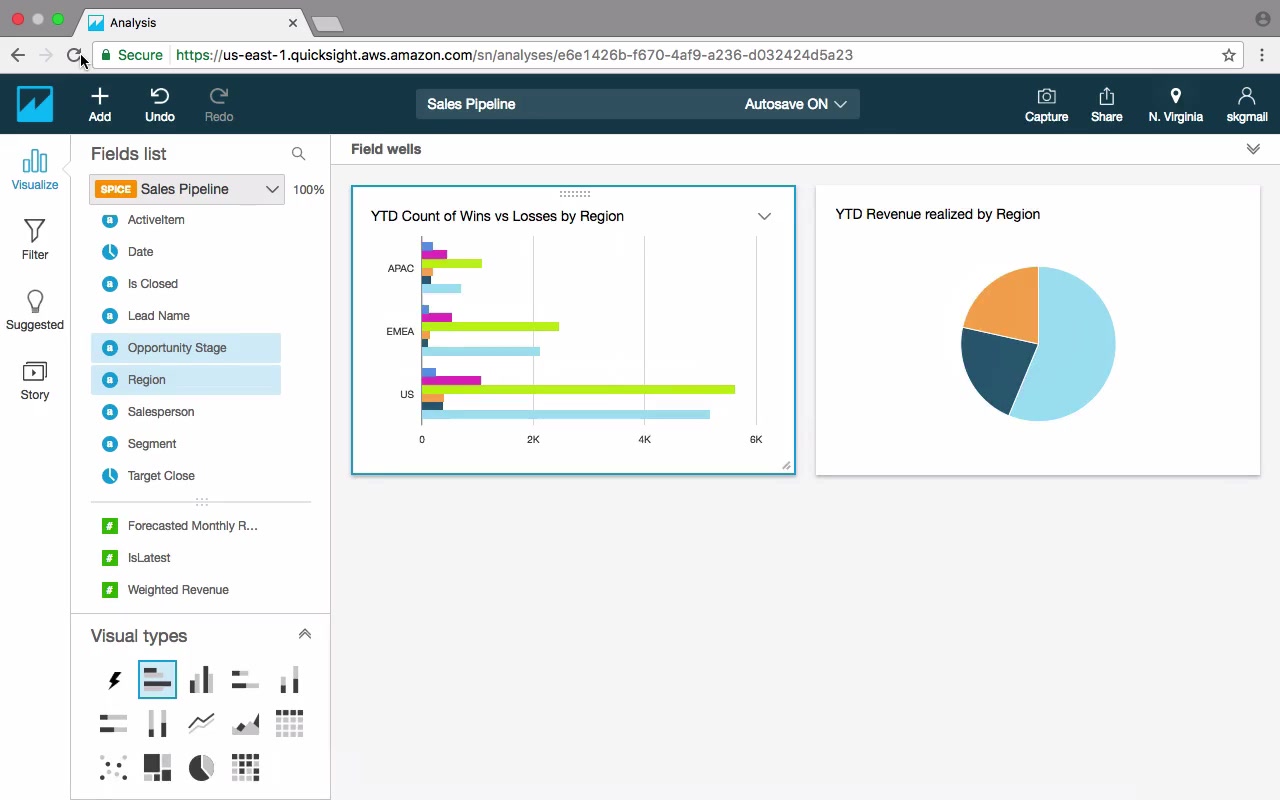 Analysis
Secure
https://us-east-1.quicksight.aws.amazon.com/sn/analyses/e6e1426b-f670-4af9-a236-d032424d5a23
Add
Undo
Redo
Sales Pipeline
Autosave ON
Capture
Share
N. Virginia
skgmail
Visualize
Filter
Suggested
Story
Fields list
SPICE Sales Pipeline 100%
a ActiveItem
Date
a Is Closed
a Lead Name
a Opportunity Stage
a Region
a Salesperson
a Segment
Target Close
# Forecasted Monthly R...
# IsLatest
# Weighted Revenue
Visual types
Field wells
YTD Count of Wins vs Losses by Region
APAC
EMEA
US
0 2K 4K 6K
YTD Revenue realized by Region